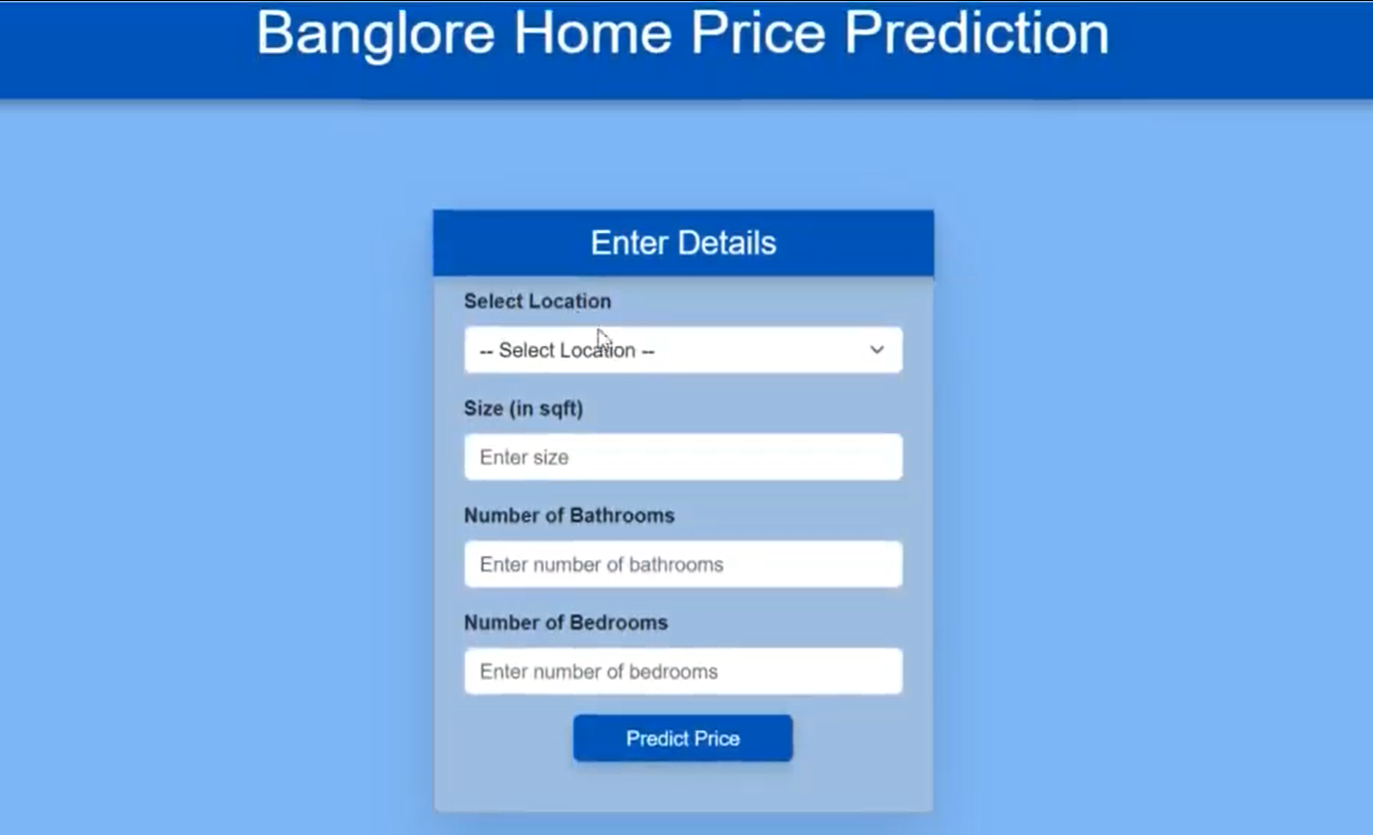 Banglore Home Price Prediction
Enter Details
Select Location
-- Select Location --
Size (in sqft)
Enter size
Number of Bathrooms
Enter number of bathrooms
Number of Bedrooms
Enter number of bedrooms
Predict Price